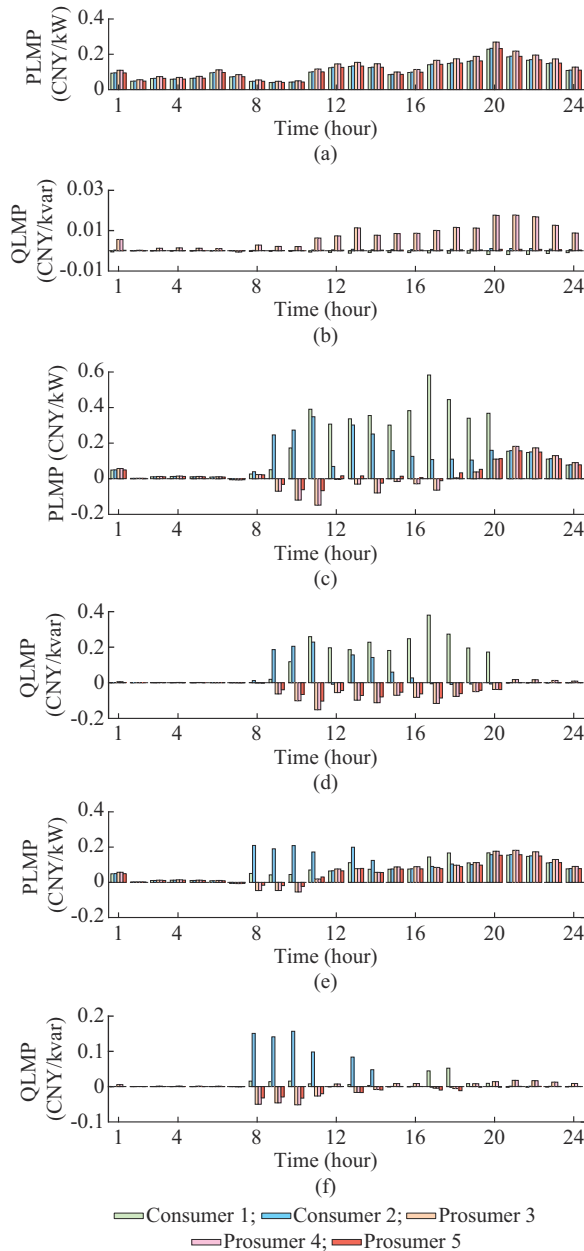 PLMP
(CNY/kW)
0.4
0.2
0
1 4 8 12 16 20 24
Time (hour)
(a)
QLMP
(CNY/kvar)
0.03
0.01
-0.01
1 4 8 12 16 20 24
Time (hour)
(b)
PLMP (CNY/kW)
0.6
0.4
0.2
0
-0.2
1 4 8 12 16 20 24
Time (hour)
(c)
QLMP
(CNY/kvar)
0.4
0.2
0
-0.2
1 4 8 12 16 20 24
Time (hour)
(d)
PLMP
(CNY/kW)
0.4
0.2
0
-0.2
1 4 8 12 16 20 24
Time (hour)
(e)
QLMP
(CNY/kvar)
0.2
0.1
0
-0.1
1 4 8 12 16 20 24
Time (hour)
(f)
Consumer 1; Consumer 2; Prosumer 3
Prosumer 4; Prosumer 5